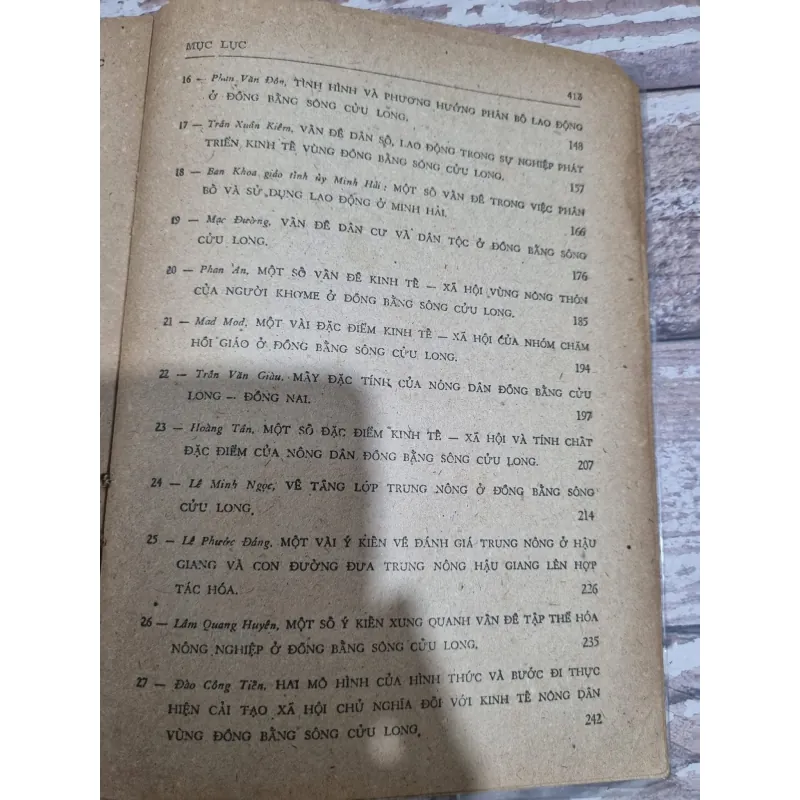 MỤC LỤC
413
16 — Phan Văn Đôn, TÌNH HÌNH VÀ PHƯƠNG HƯỚNG PHÂN BỐ LAO ĐỘNG
Ở ĐỒNG BẰNG SÔNG CỬU LONG.
148
17 — Trần Xuân Kiêm, VẤN ĐỀ DÂN SỐ, LAO ĐỘNG TRONG SỰ NGHIỆP PHÁT
TRIỂN KINH TẾ VÙNG ĐỒNG BẰNG SÔNG CỬU LONG.
157
18 — Ban Khoa giáo tỉnh ủy Minh Hải: MỘT SỐ VẤN ĐỀ TRONG VIỆC PHÂN
BỔ VÀ SỬ DỤNG LAO ĐỘNG Ở MINH HẢI.
166
19 — Mạc Đường, VẤN ĐỀ DÂN CƯ VÀ DÂN TỘC Ở ĐỒNG BẰNG SÔNG
CỬU LONG.
176
20 — Phan An, MỘT SỐ VẤN ĐỀ KINH TẾ — XÃ HỘI VÙNG NÔNG THÔN
CỦA NGƯỜI KHƠME Ở ĐỒNG BẰNG SÔNG CỬU LONG.
185
21 — Mad Mod, MỘT VÀI ĐẶC ĐIỂM KINH TẾ — XÃ HỘI CỦA NHÓM CHĂM
HỒI GIÁO Ở ĐỒNG BẰNG SÔNG CỬU LONG.
194
22 — Trần Văn Giàu, MẤY ĐẶC TÍNH CỦA NÔNG DÂN ĐỒNG BẰNG CỬU
LONG — ĐỒNG NAI.
197
23 — Hoàng Tấn, MỘT SỐ ĐẶC ĐIỂM KINH TẾ — XÃ HỘI VÀ TÍNH CHẤT
ĐẶC ĐIỂM CỦA NÔNG DÂN ĐỒNG BẰNG SÔNG CỬU LONG. 207
24 — Lê Minh Ngọc, VỀ TẦNG LỚP TRUNG NÔNG Ở ĐỒNG BẰNG SÔNG
CỬU LONG.
214
25 — Lê Phước Đáng, MỘT VÀI Ý KIẾN VỀ ĐÁNH GIÁ TRUNG NÔNG Ở HẬU
GIANG VÀ CON ĐƯỜNG ĐƯA TRUNG NÔNG HẬU GIANG LÊN HỢP
TÁC HÓA. 226
26 — Lâm Quang Huyên, MỘT SỐ Ý KIẾN XUNG QUANH VẤN ĐỀ TẬP THỂ HÓA
NÔNG NGHIỆP Ở ĐỒNG BẰNG SÔNG CỬU LONG. 235
27 — Đào Công Tiến, HAI MÔ HÌNH CỦA HÌNH THỨC VÀ BƯỚC ĐI THỰC
HIỆN CẢI TẠO XÃ HỘI CHỦ NGHĨA ĐỐI VỚI KINH TẾ NÔNG DÂN
VÙNG ĐỒNG BẰNG SÔNG CỬU LONG. 242